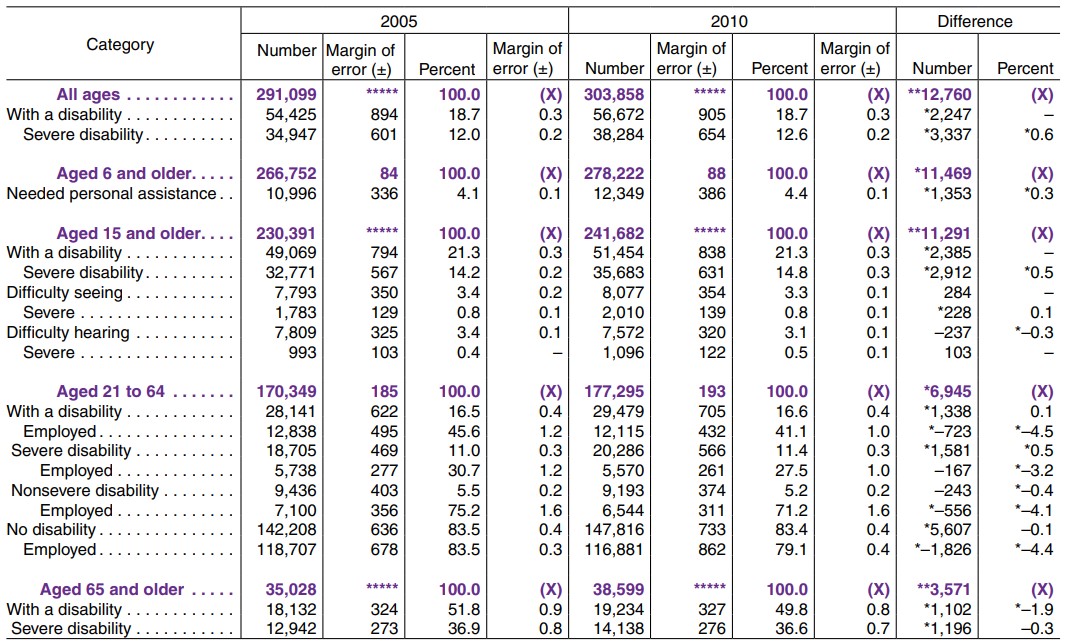 Category 2005 2010 Difference
Number Margin of error (±) Percent Margin of error (±) Number Margin of error (±) Percent Margin of error (±) Number Percent
All ages . . . . . . . . . . . . 291,099 ***** 100.0 (X) 303,858 ***** 100.0 (X) **12,760 (X)
With a disability . . . . . . . . . . . . 54,425 894 18.7 0.3 56,672 905 18.7 0.3 *2,247 –
Severe disability. . . . . . . . . . 34,947 601 12.0 0.2 38,284 654 12.6 0.2 *3,337 *0.6
Aged 6 and older. . . . . 266,752 84 100.0 (X) 278,222 88 100.0 (X) *11,469 (X)
Needed personal assistance . . 10,996 336 4.1 0.1 12,349 386 4.4 0.1 *1,353 *0.3
Aged 15 and older. . . . 230,391 ***** 100.0 (X) 241,682 ***** 100.0 (X) **11,291 (X)
With a disability . . . . . . . . . . . . 49,069 794 21.3 0.3 51,454 838 21.3 0.3 *2,385 –
Severe disability. . . . . . . . . . 32,771 567 14.2 0.2 35,683 631 14.8 0.3 *2,912 *0.5
Difficulty seeing . . . . . . . . . . . . 7,793 350 3.4 0.2 8,077 354 3.3 0.1 284 –
Severe . . . . . . . . . . . . . . . . . 1,783 129 0.8 0.1 2,010 139 0.8 0.1 *228 0.1
Difficulty hearing . . . . . . . . . . . 7,809 325 3.4 0.1 7,572 320 3.1 0.1 –237 *–0.3
Severe . . . . . . . . . . . . . . . . . 993 103 0.4 – 1,096 122 0.5 0.1 103 –
Aged 21 to 64 . . . . . . . 170,349 185 100.0 (X) 177,295 193 100.0 (X) *6,945 (X)
With a disability . . . . . . . . . . . . 28,141 622 16.5 0.4 29,479 705 16.6 0.4 *1,338 0.1
Employed. . . . . . . . . . . . . . . 12,838 495 45.6 1.2 12,115 432 41.1 1.0 *–723 *–4.5
Severe disability . . . . . . . . . . . 18,705 469 11.0 0.3 20,286 566 11.4 0.3 *1,581 *0.5
Employed . . . . . . . . . . . . . 5,738 277 30.7 1.2 5,570 261 27.5 1.0 –167 *–3.2
Nonsevere disability . . . . . . . . 9,436 403 5.5 0.2 9,193 374 5.2 0.2 –243 *–0.4
Employed . . . . . . . . . . . . . 7,100 356 75.2 1.6 6,544 311 71.2 1.6 *–556 *–4.1
No disability . . . . . . . . . . . . . . . 142,208 636 83.5 0.4 147,816 733 83.4 0.4 *5,607 –0.1
Employed. . . . . . . . . . . . . . . 118,707 678 83.5 0.3 116,881 862 79.1 0.4 *–1,826 *–4.4
Aged 65 and older . . . . . 35,028 ***** 100.0 (X) 38,599 ***** 100.0 (X) **3,571 (X)
With a disability . . . . . . . . . . . . 18,132 324 51.8 0.9 19,234 327 49.8 0.8 *1,102 *–1.9
Severe disability . . . . . . . . . . . 12,942 273 36.9 0.8 14,138 276 36.6 0.7 *1,196 –0.3